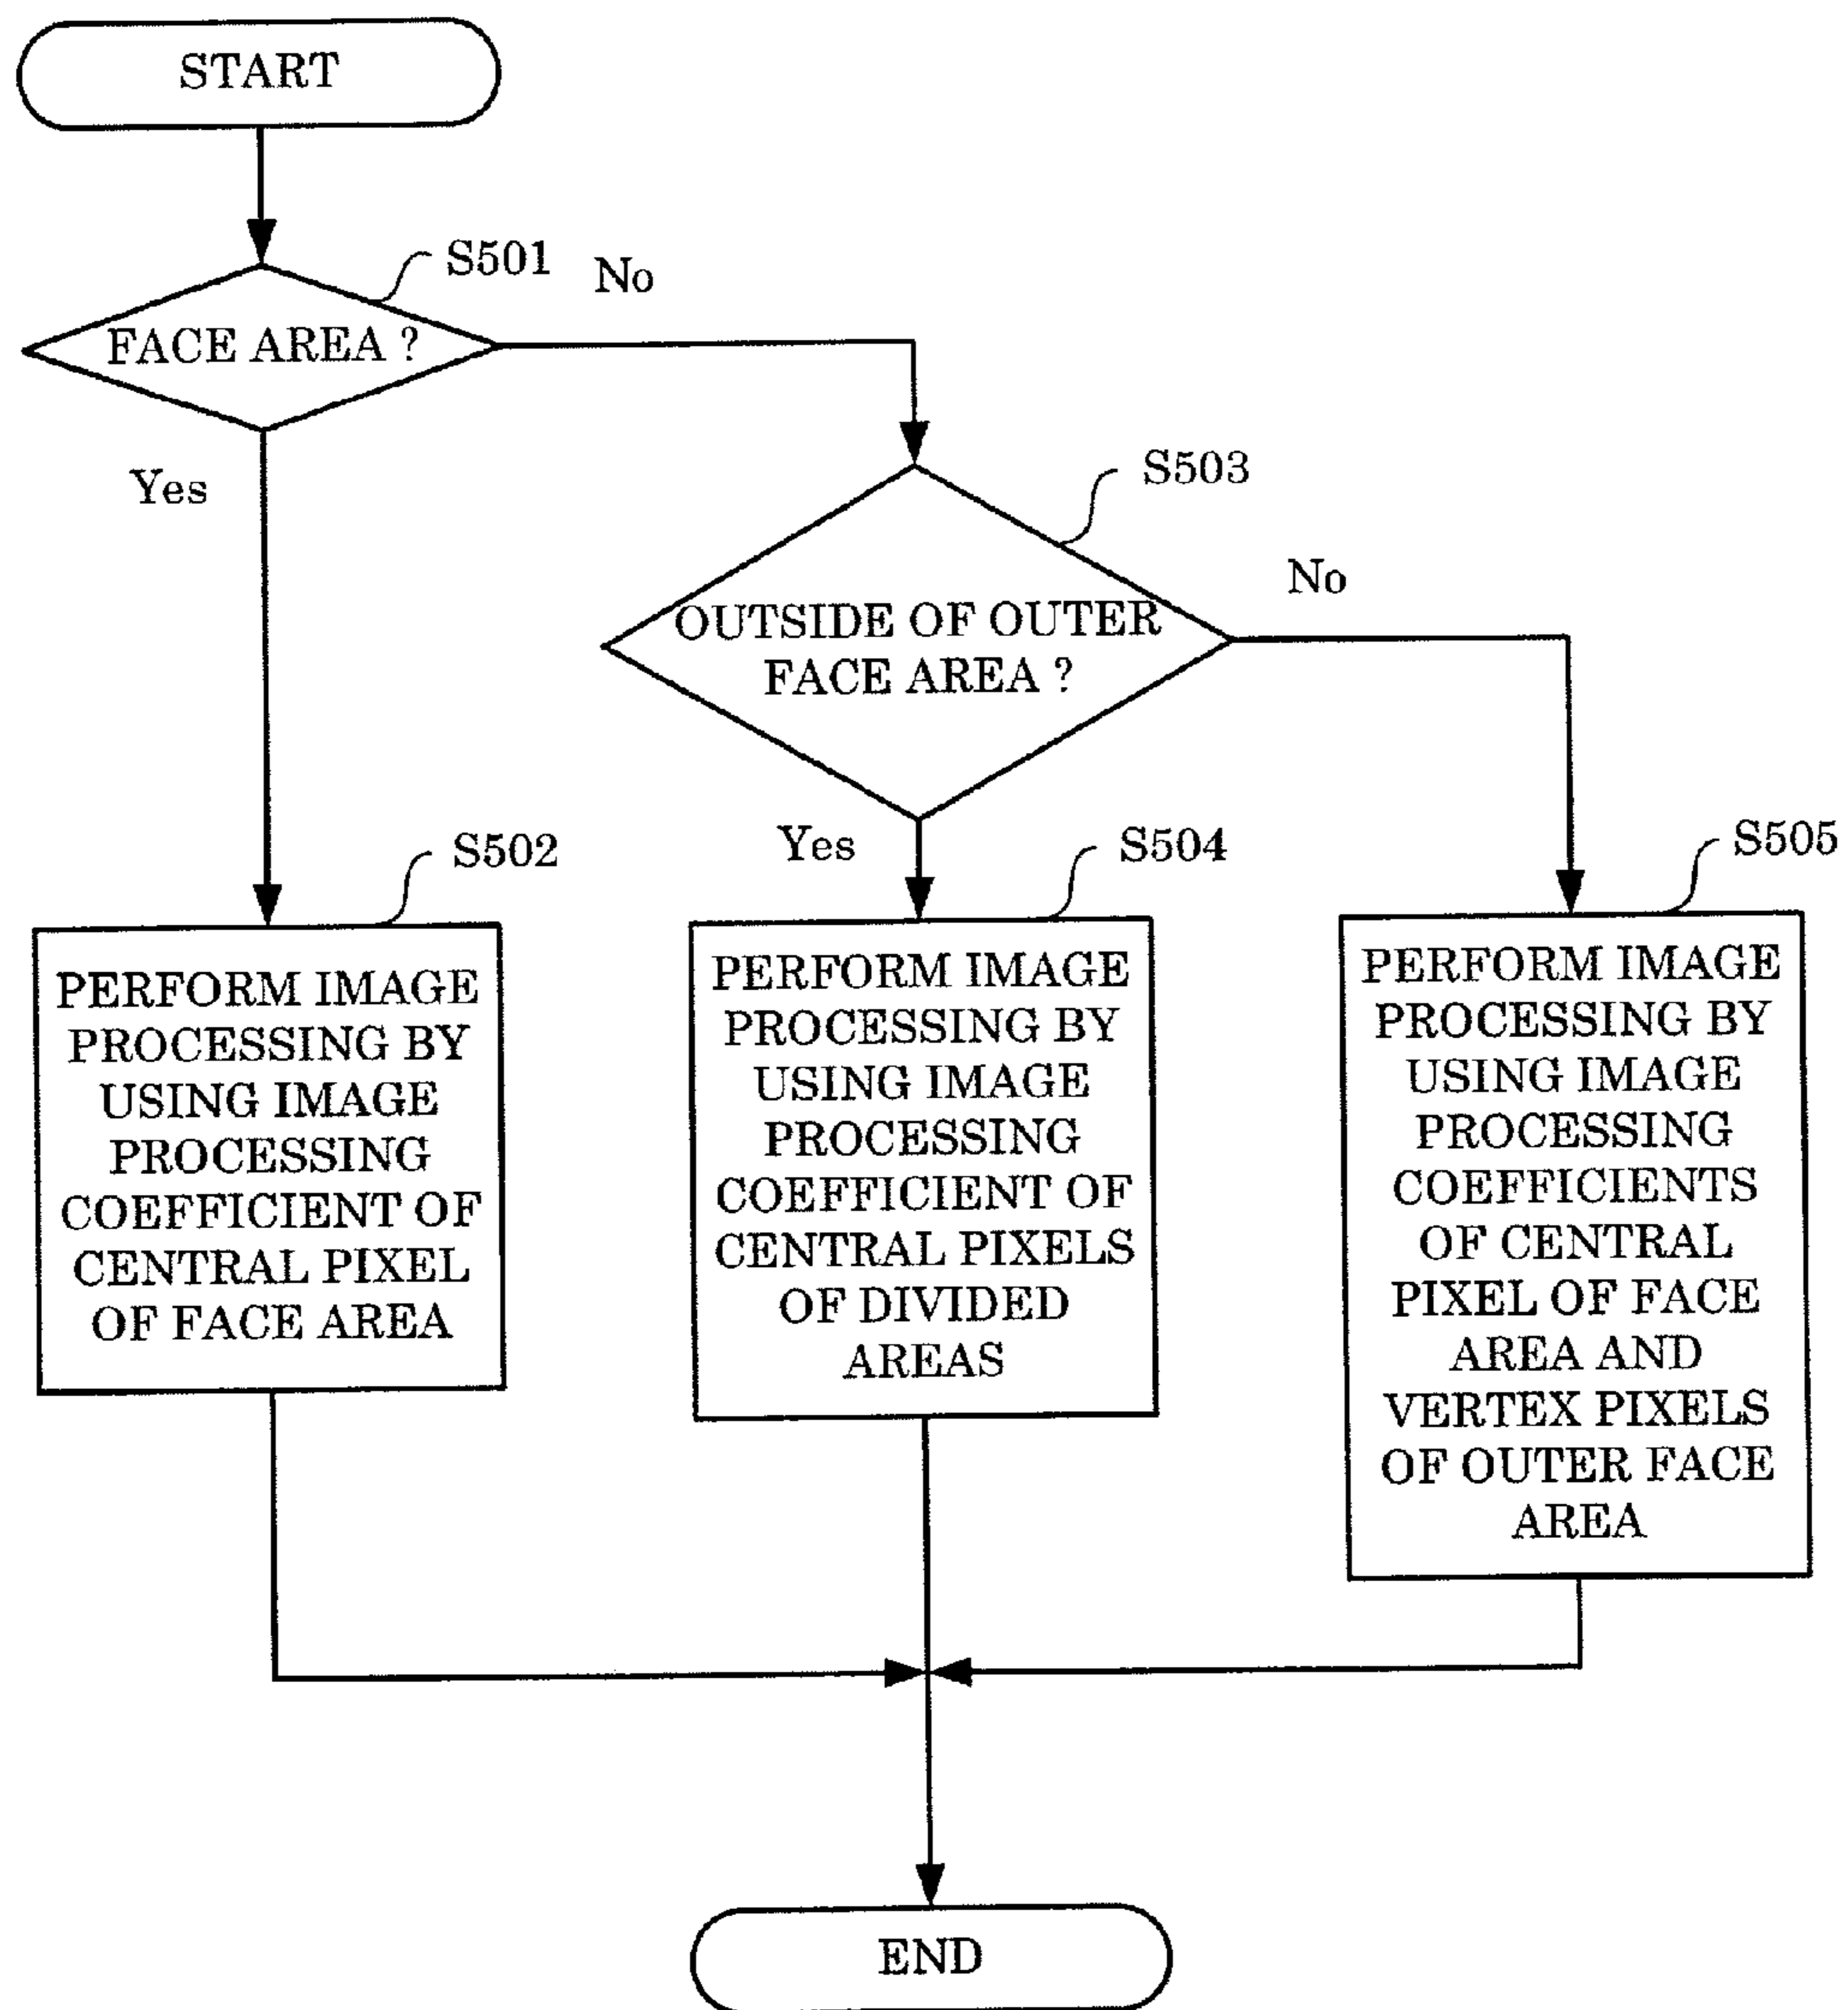 START
S501
No
FACE AREA ?
Yes
S503
No
OUTSIDE OF OUTER
FACE AREA ?
Yes
S502
S504
S505
PERFORM IMAGE
PROCESSING BY
USING IMAGE
PROCESSING
COEFFICIENT OF
CENTRAL PIXEL
OF FACE AREA
PERFORM IMAGE
PROCESSING BY
USING IMAGE
PROCESSING
COEFFICIENT OF
CENTRAL PIXELS
OF DIVIDED
AREAS
PERFORM IMAGE
PROCESSING BY
USING IMAGE
PROCESSING
COEFFICIENTS
OF CENTRAL
PIXEL OF FACE
AREA AND
VERTEX PIXELS
OF OUTER FACE
AREA
END